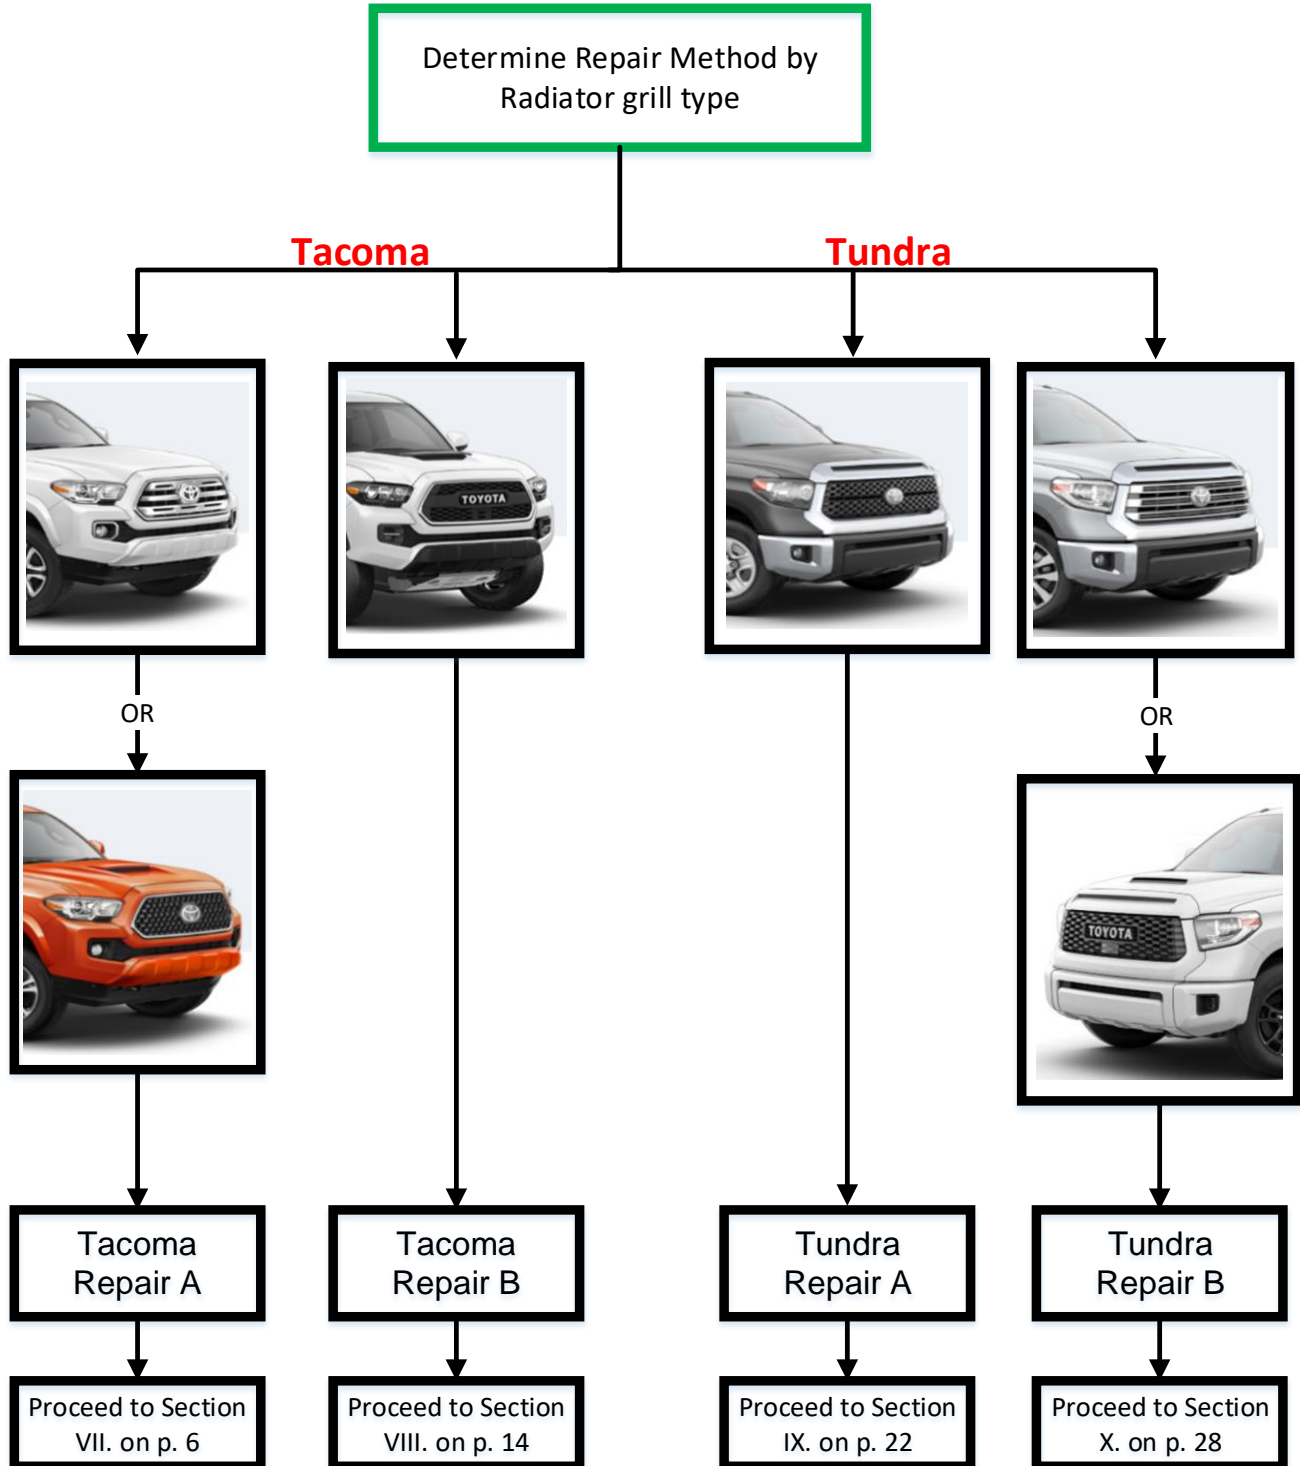 Determine Repair Method by
Radiator grill type
Tacoma
Tundra
TOYOTA
OR
OR
TOYOTA
Tacoma
Repair A
Tacoma
Repair B
Tundra
Repair A
Tundra
Repair B
Proceed to Section
VII. on p. 6
Proceed to Section
VIII. on p. 14
Proceed to Section
IX. on p. 22
Proceed to Section
X. on p. 28